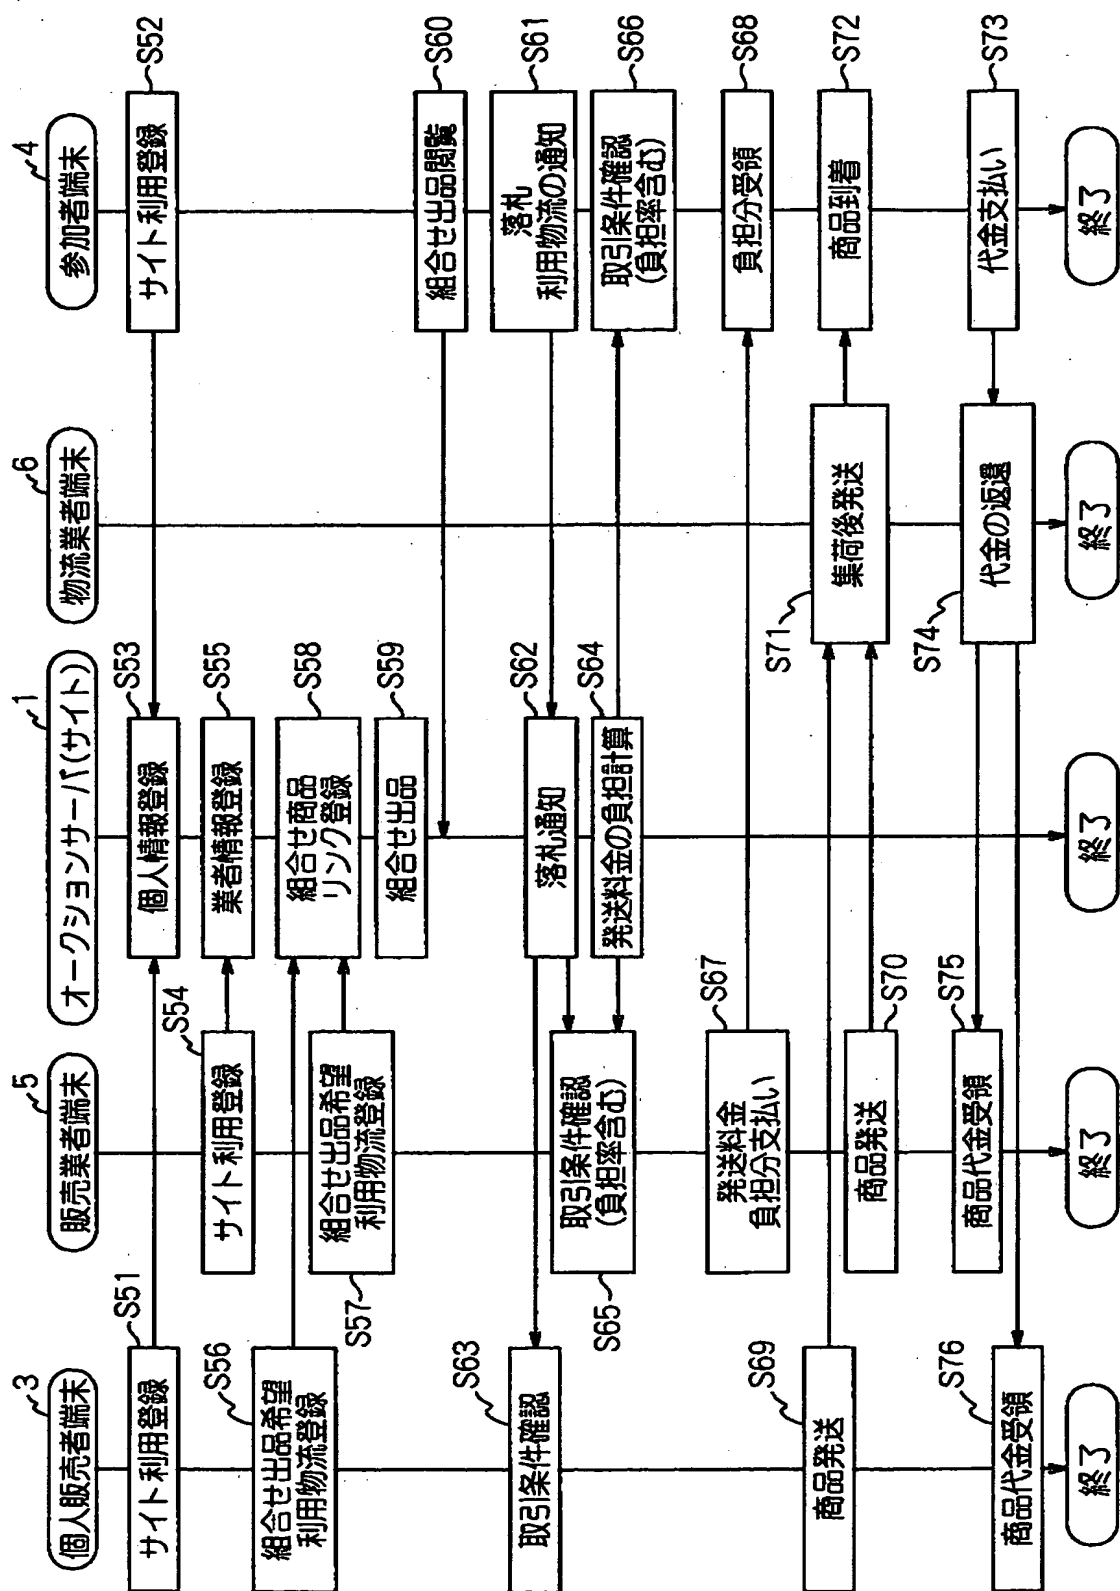 3
個人販売者端末
S51
サイト利用登録
S56
組合せ出品希望
利用物流登録
S63
取引条件確認
S69
商品発送
S76
商品代金受領
終了
5
販売業者端末
S54
サイト利用登録
組合せ出品希望
利用物流登録
S57
取引条件確認
(負担率含む)
S65
S67
発送料金
負担分支払い
S70
商品発送
S75
商品代金受領
終了
1
オークションサーバ(サイト)
S53
個人情報登録
S55
業者情報登録
S58
組合せ商品
リンク登録
S59
組合せ出品
S62
落札通知
S64
発送料金の負担計算
終了
6
物流業者端末
集荷後発送
S71
代金の返還
S74
終了
4
参加者端末
S52
サイト利用登録
S60
組合せ出品閲覧
S61
落札
利用物流の通知
S66
取引条件確認
(負担率含む)
S68
負担分受領
S72
商品到着
S73
代金支払い
終了